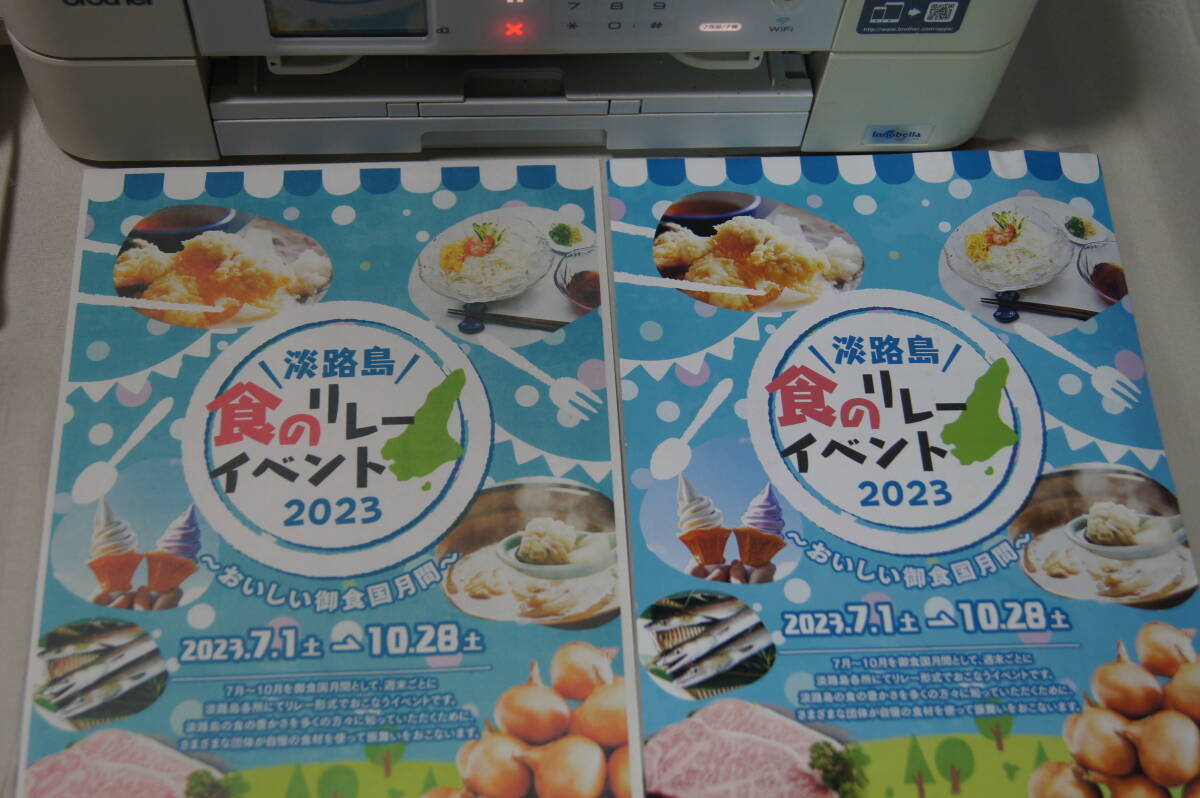 brother
7 8 9
* 0 #
WiFi
http://www.brother.com/apps/
Innobella
淡路島
食のリレー
イベント
2023
～おいしい御食国月間～
2023.7.1土→10.28土
7月～10月を御食国月間として、週末ごとに
淡路島各所にてリレー形式でおこなうイベントです。
淡路島の食の豊かさを多くの方々に知っていただくために、
さまざまな団体が自慢の食材を使って振舞いをおこないます。
淡路島
食のリレー
イベント
2023
～おいしい御食国月間～
2023.7.1土→10.28土
7月～10月を御食国月間として、週末ごとに
淡路島各所にてリレー形式でおこなうイベントです。
淡路島の食の豊かさを多くの方々に知っていただくために、
さまざまな団体が自慢の食材を使って振舞いをおこないます。